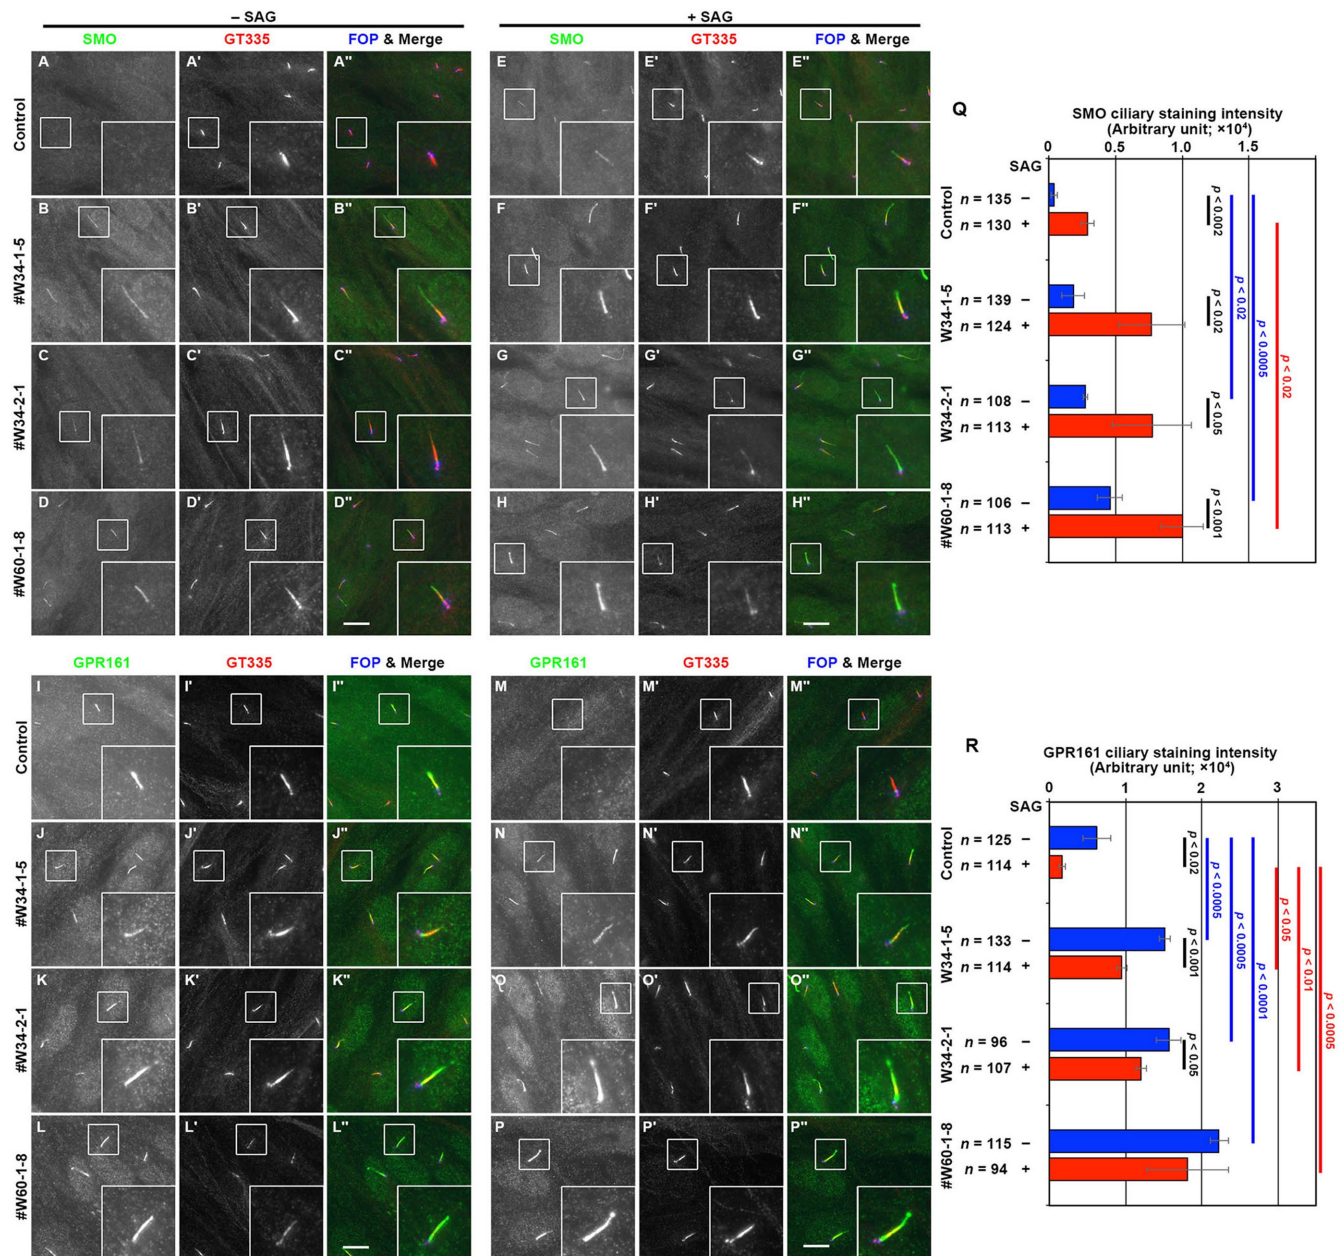 – SAG
+ SAG
SMO GT335 FOP & Merge
SMO GT335 FOP & Merge
Control
A A' A"
E E' E"
#W34-1-5
B B' B"
F F' F"
#W34-2-1
C C' C"
G G' G"
#W60-1-8
D D' D"
H H' H"
Q
SMO ciliary staining intensity
(Arbitrary unit; ×10⁴)
0 0.5 1.0 1.5
SAG
Control
n = 135 –
n = 130 +
W34-1-5
n = 139 –
n = 124 +
W34-2-1
n = 108 –
n = 113 +
#W60-1-8
n = 106 –
n = 113 +
p < 0.002
p < 0.02
p < 0.05
p < 0.001
p < 0.02
p < 0.0005
p < 0.02
GPR161 GT335 FOP & Merge
GPR161 GT335 FOP & Merge
Control
I I' I"
M M' M"
#W34-1-5
J J' J"
N N' N"
#W34-2-1
K K' K"
O O' O"
#W60-1-8
L L' L"
P P' P"
R
GPR161 ciliary staining intensity
(Arbitrary unit; ×10⁴)
0 1 2 3
SAG
Control
n = 125 –
n = 114 +
W34-1-5
n = 133 –
n = 114 +
W34-2-1
n = 96 –
n = 107 +
#W60-1-8
n = 115 –
n = 94 +
p < 0.02
p < 0.001
p < 0.05
p < 0.0005
p < 0.0005
p < 0.0001
p < 0.05
p < 0.01
p < 0.0005